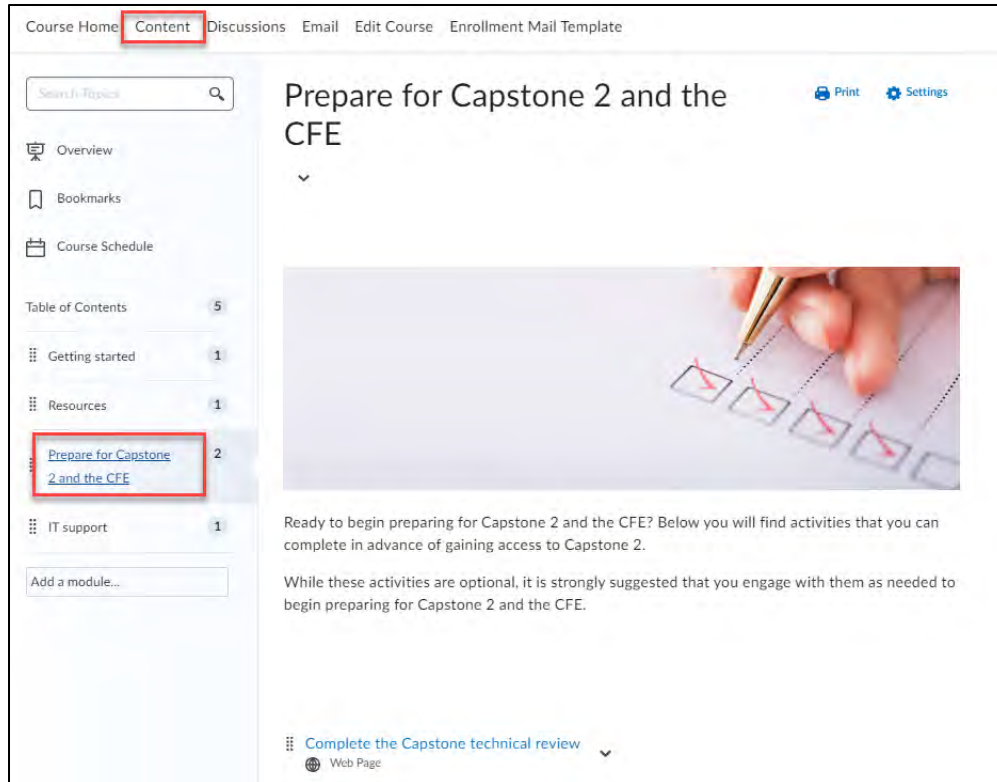 Course Home Content Discussions Email Edit Course Enrollment Mail Template
Search Topics
Overview
Bookmarks
Course Schedule
Table of Contents 5
Getting started 1
Resources 1
Prepare for Capstone 2
2 and the CFE
IT support 1
Add a module...
Prepare for Capstone 2 and the
CFE
Print Settings
Ready to begin preparing for Capstone 2 and the CFE? Below you will find activities that you can
complete in advance of gaining access to Capstone 2.
While these activities are optional, it is strongly suggested that you engage with them as needed to
begin preparing for Capstone 2 and the CFE.
Complete the Capstone technical review
Web Page